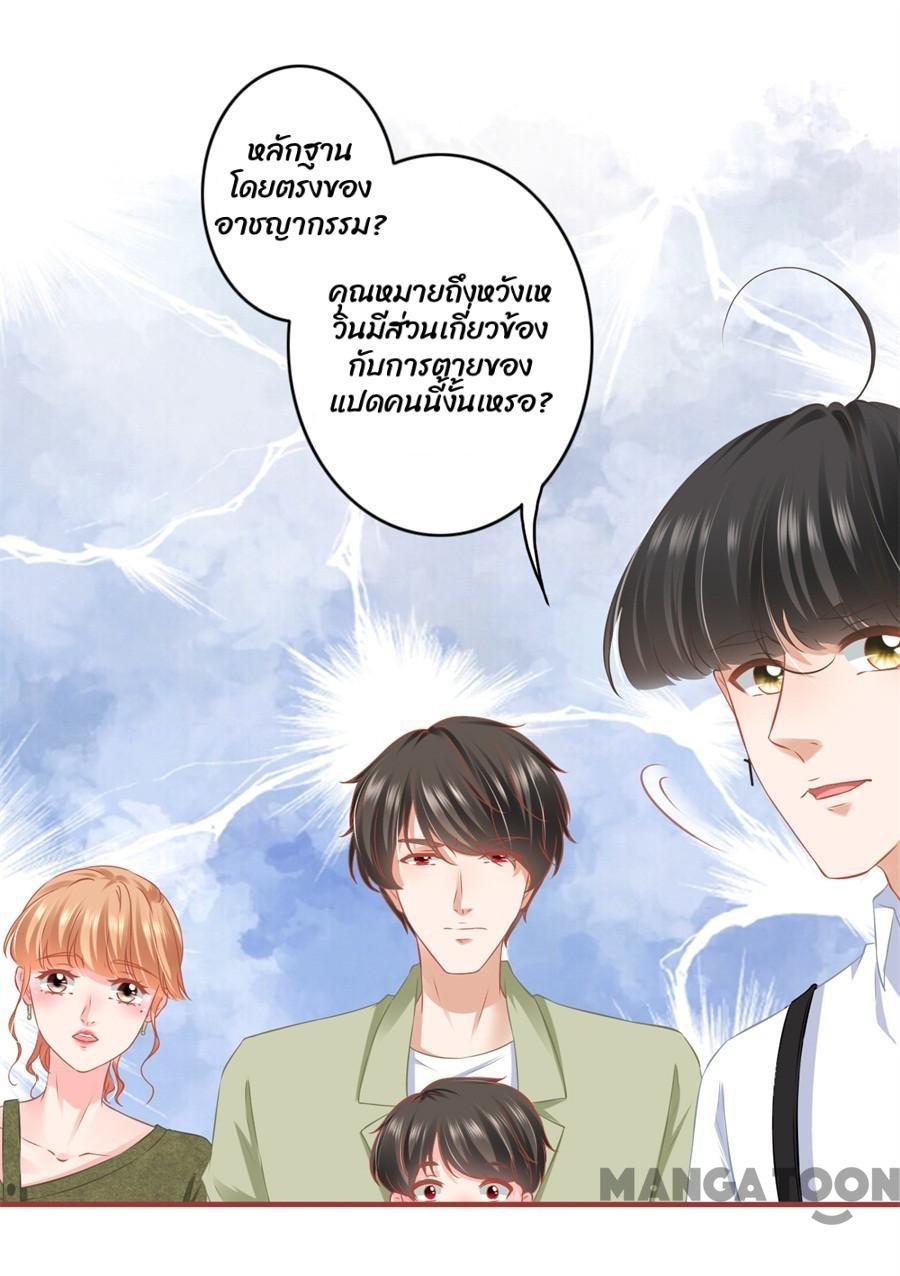 หลักฐาน
โดยตรงของ
อาชญากรรม?
คุณหมายถึงหวังเห
วินมีส่วนเกี่ยวข้อง
กับการตายของ
แปดคนนี้งั้นเหรอ?
MANGATOON